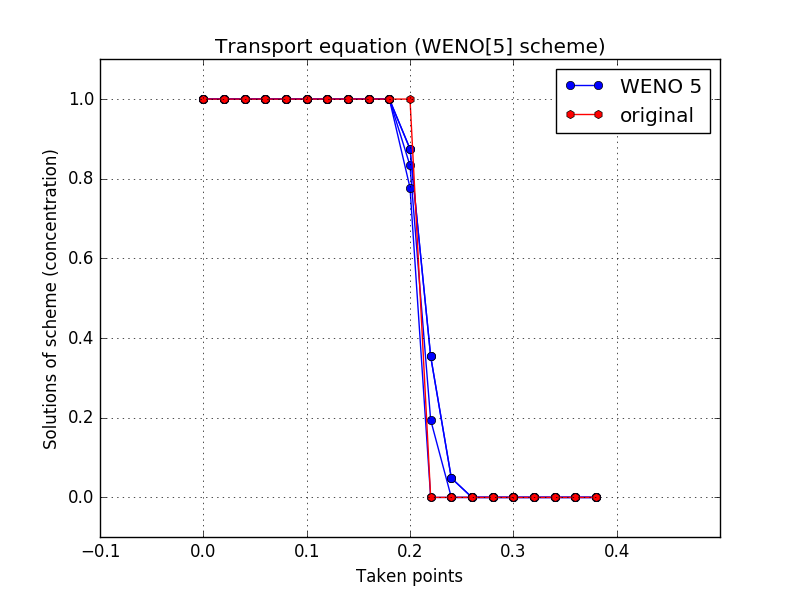 Transport equation (WENO[5] scheme)
WENO 5
original
Solutions of scheme (concentration)
1.0
0.8
0.6
0.4
0.2
0.0
−0.1 0.0 0.1 0.2 0.3 0.4
Taken points